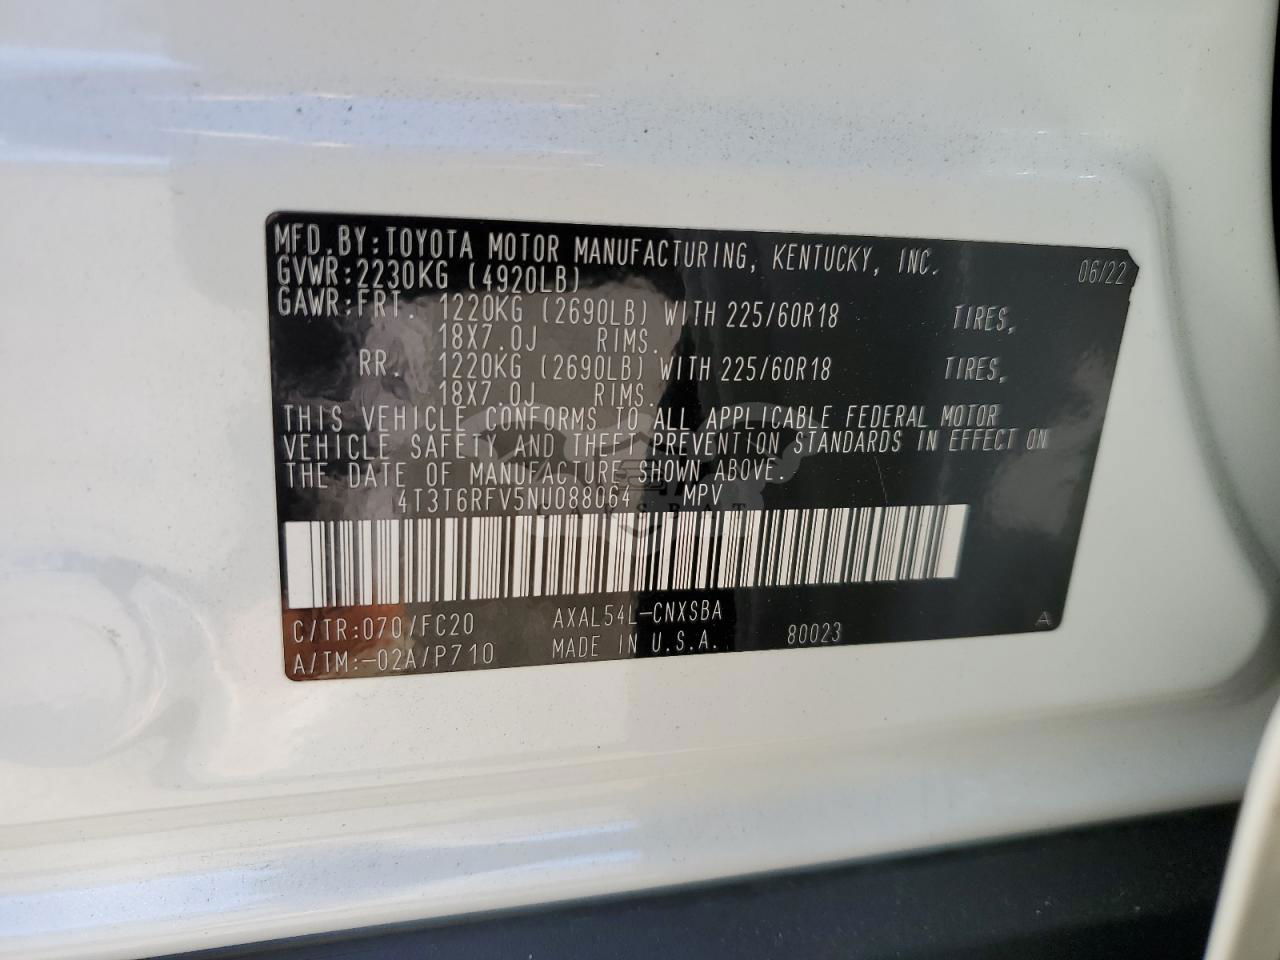 MFD.BY:TOYOTA MOTOR MANUFACTURING, KENTUCKY, INC. 06/22
GVWR:2230KG (4920LB)
GAWR:FRT. 1220KG (2690LB) WITH 225/60R18 TIRES,
18X7.0J RIMS.
RR. 1220KG (2690LB) WITH 225/60R18 TIRES,
18X7.0J RIMS.
THIS VEHICLE CONFORMS TO ALL APPLICABLE FEDERAL MOTOR
VEHICLE SAFETY AND THEFT PREVENTION STANDARDS IN EFFECT ON
THE DATE OF MANUFACTURE SHOWN ABOVE.
4T3T6RFV5NU088064 MPV
C/TR:070/FC20 AXAL54L-CNXSBA
A/TM:-02A/P710 MADE IN U.S.A. 80023 A